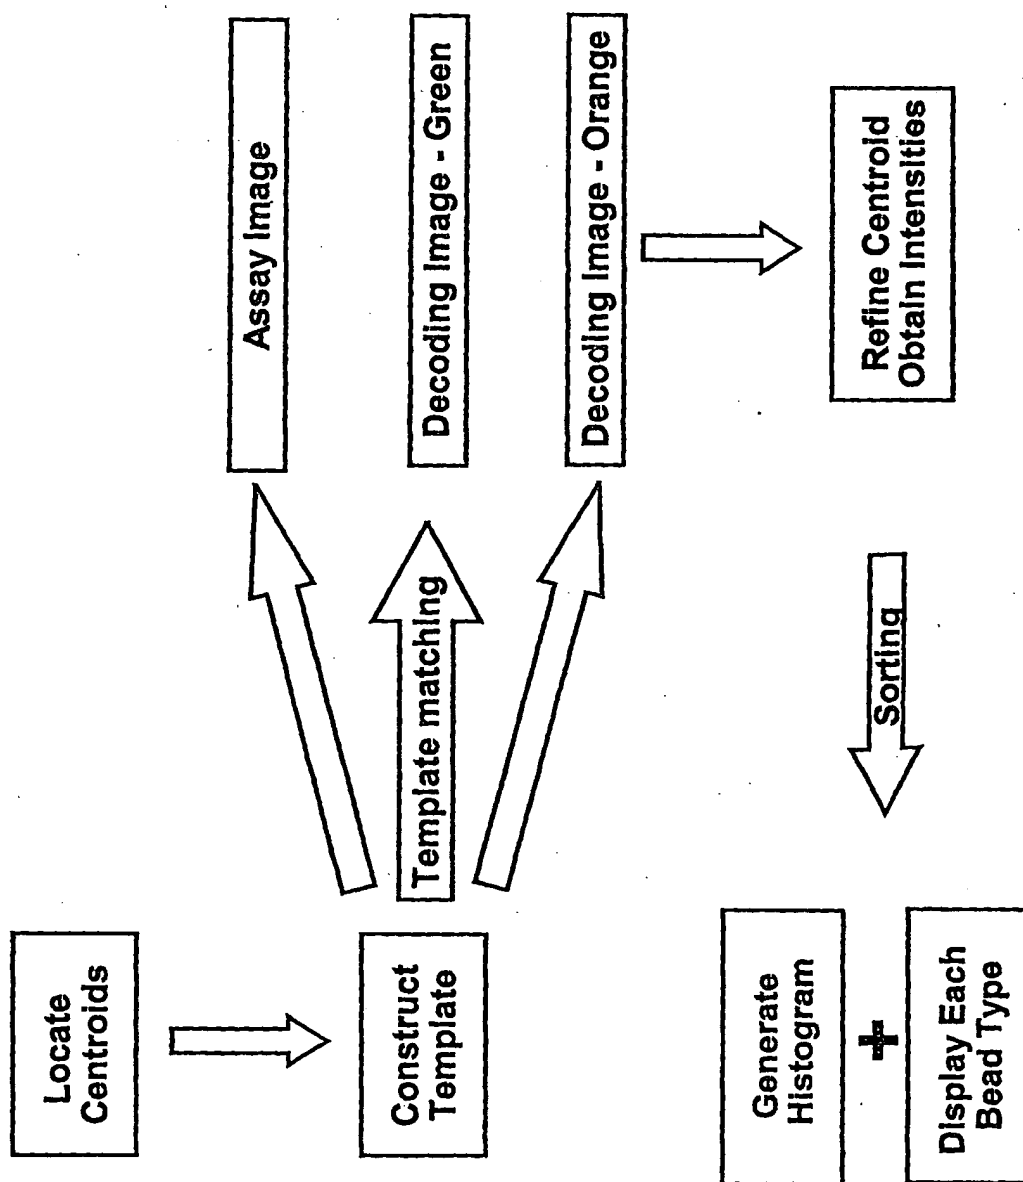 Locate
Centroids
Construct
Template
Template matching
Assay Image
Decoding Image - Green
Decoding Image - Orange
Refine Centroid
Obtain Intensities
Sorting
Generate
Histogram
+
Display Each
Bead Type